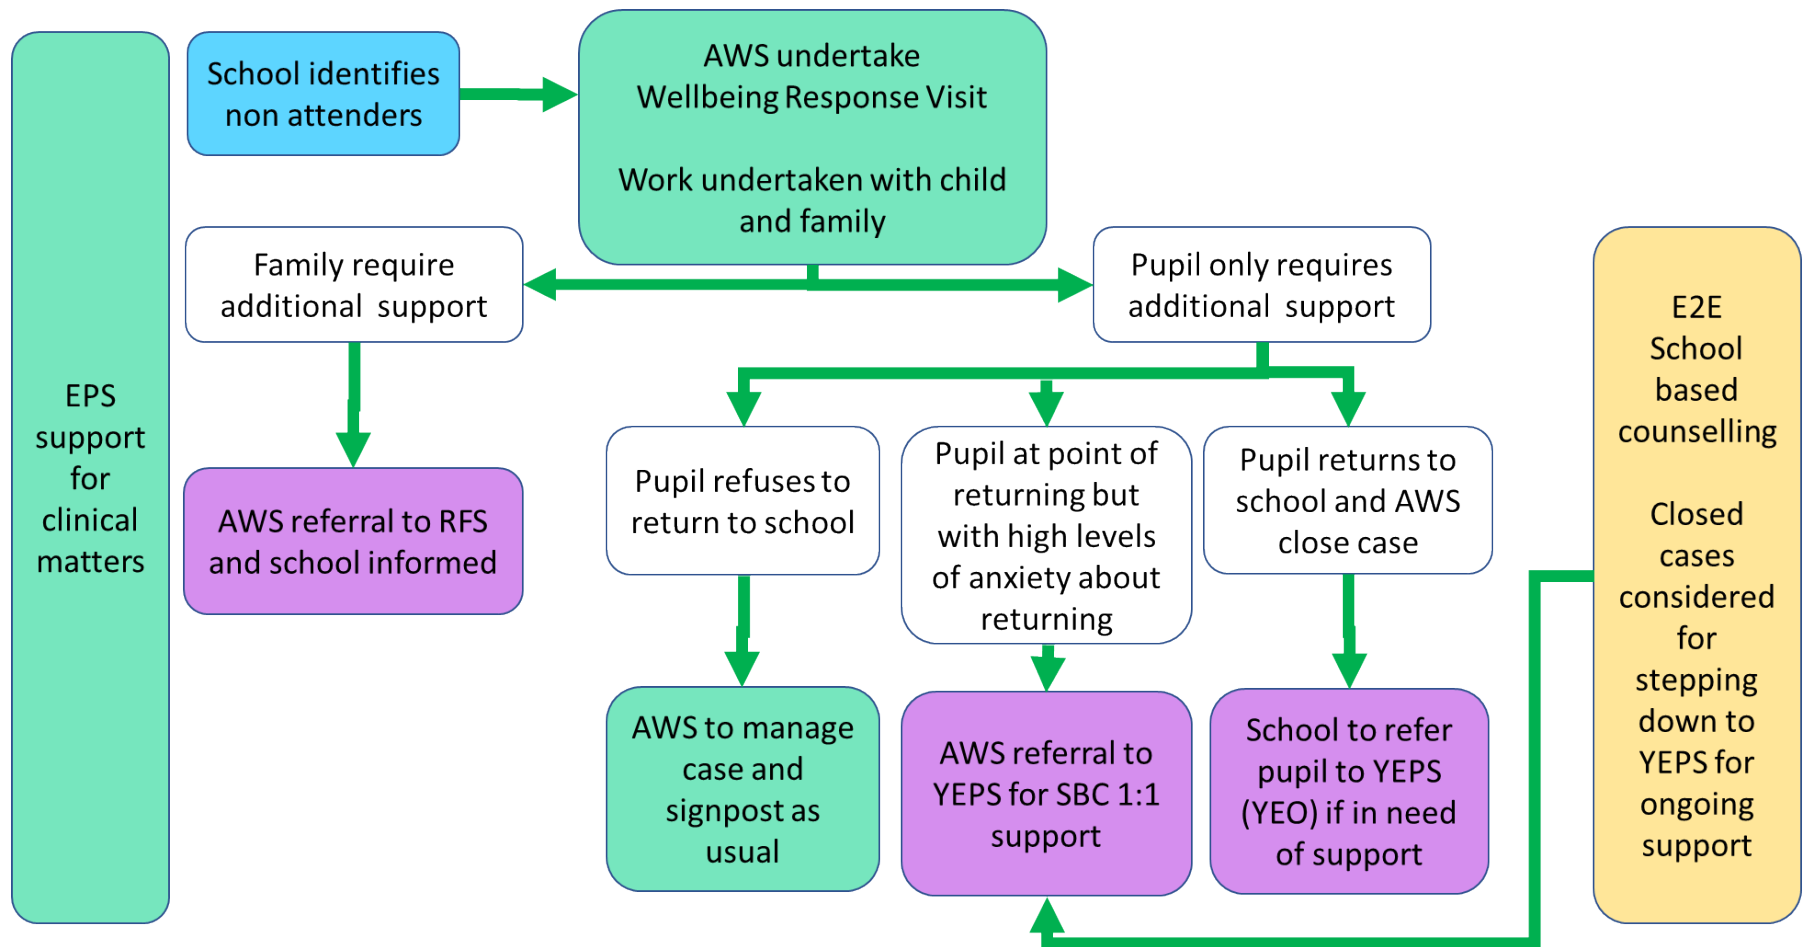 EPS
support
for
clinical
matters
School identifies
non attenders
AWS undertake
Wellbeing Response Visit
Work undertaken with child
and family
Family require
additional support
Pupil only requires
additional support
AWS referral to RFS
and school informed
Pupil refuses to
return to school
Pupil at point of
returning but
with high levels
of anxiety about
returning
Pupil returns to
school and AWS
close case
AWS to manage
case and
signpost as
usual
AWS referral to
YEPS for SBC 1:1
support
School to refer
pupil to YEPS
(YEO) if in need
of support
E2E
School
based
counselling
Closed
cases
considered
for
stepping
down to
YEPS for
ongoing
support